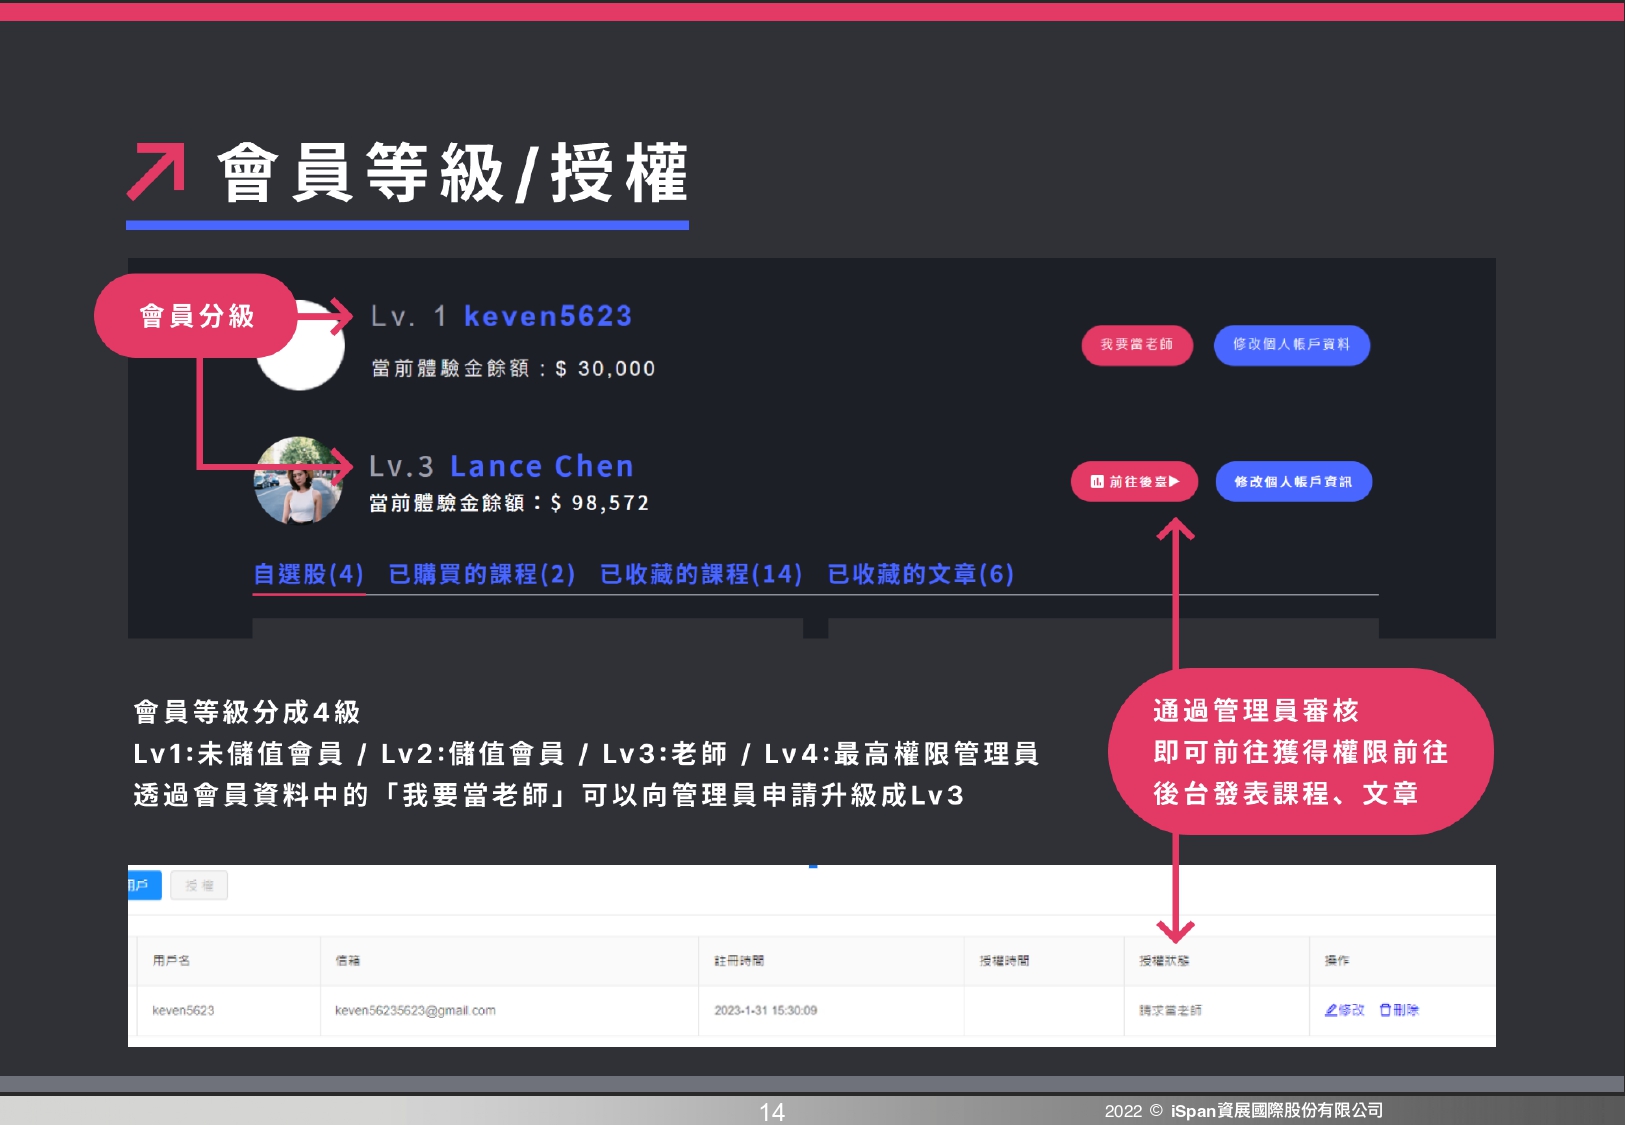 會員等級/授權
會員分級
Lv. 1 keven5623
當前體驗金餘額：$ 30,000
我要當老師
修改個人帳戶資料
Lv.3 Lance Chen
當前體驗金餘額：$ 98,572
前往後臺▶
修改個人帳戶資訊
自選股(4) 已購買的課程(2) 已收藏的課程(14) 已收藏的文章(6)
會員等級分成4級
Lv1:未儲值會員 / Lv2:儲值會員 / Lv3:老師 / Lv4:最高權限管理員
透過會員資料中的「我要當老師」可以向管理員申請升級成Lv3
通過管理員審核
即可前往獲得權限前往
後台發表課程、文章
用戶 授權
用戶名 信箱 註冊時間 授權時間 授權狀態 操作
keven5623 keven56235623@gmail.com 2023-1-31 15:30:09 請求當老師 修改 刪除
14
2022 © iSpan資展國際股份有限公司